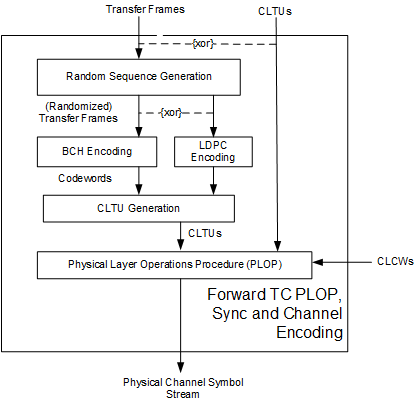 Transfer Frames
CLTUs
{xor}
Random Sequence Generation
(Randomized)
Transfer Frames
{xor}
BCH Encoding
LDPC
Encoding
Codewords
CLTU Generation
CLTUs
Physical Layer Operations Procedure (PLOP)
CLCWs
Forward TC PLOP,
Sync and Channel
Encoding
Physical Channel Symbol
Stream